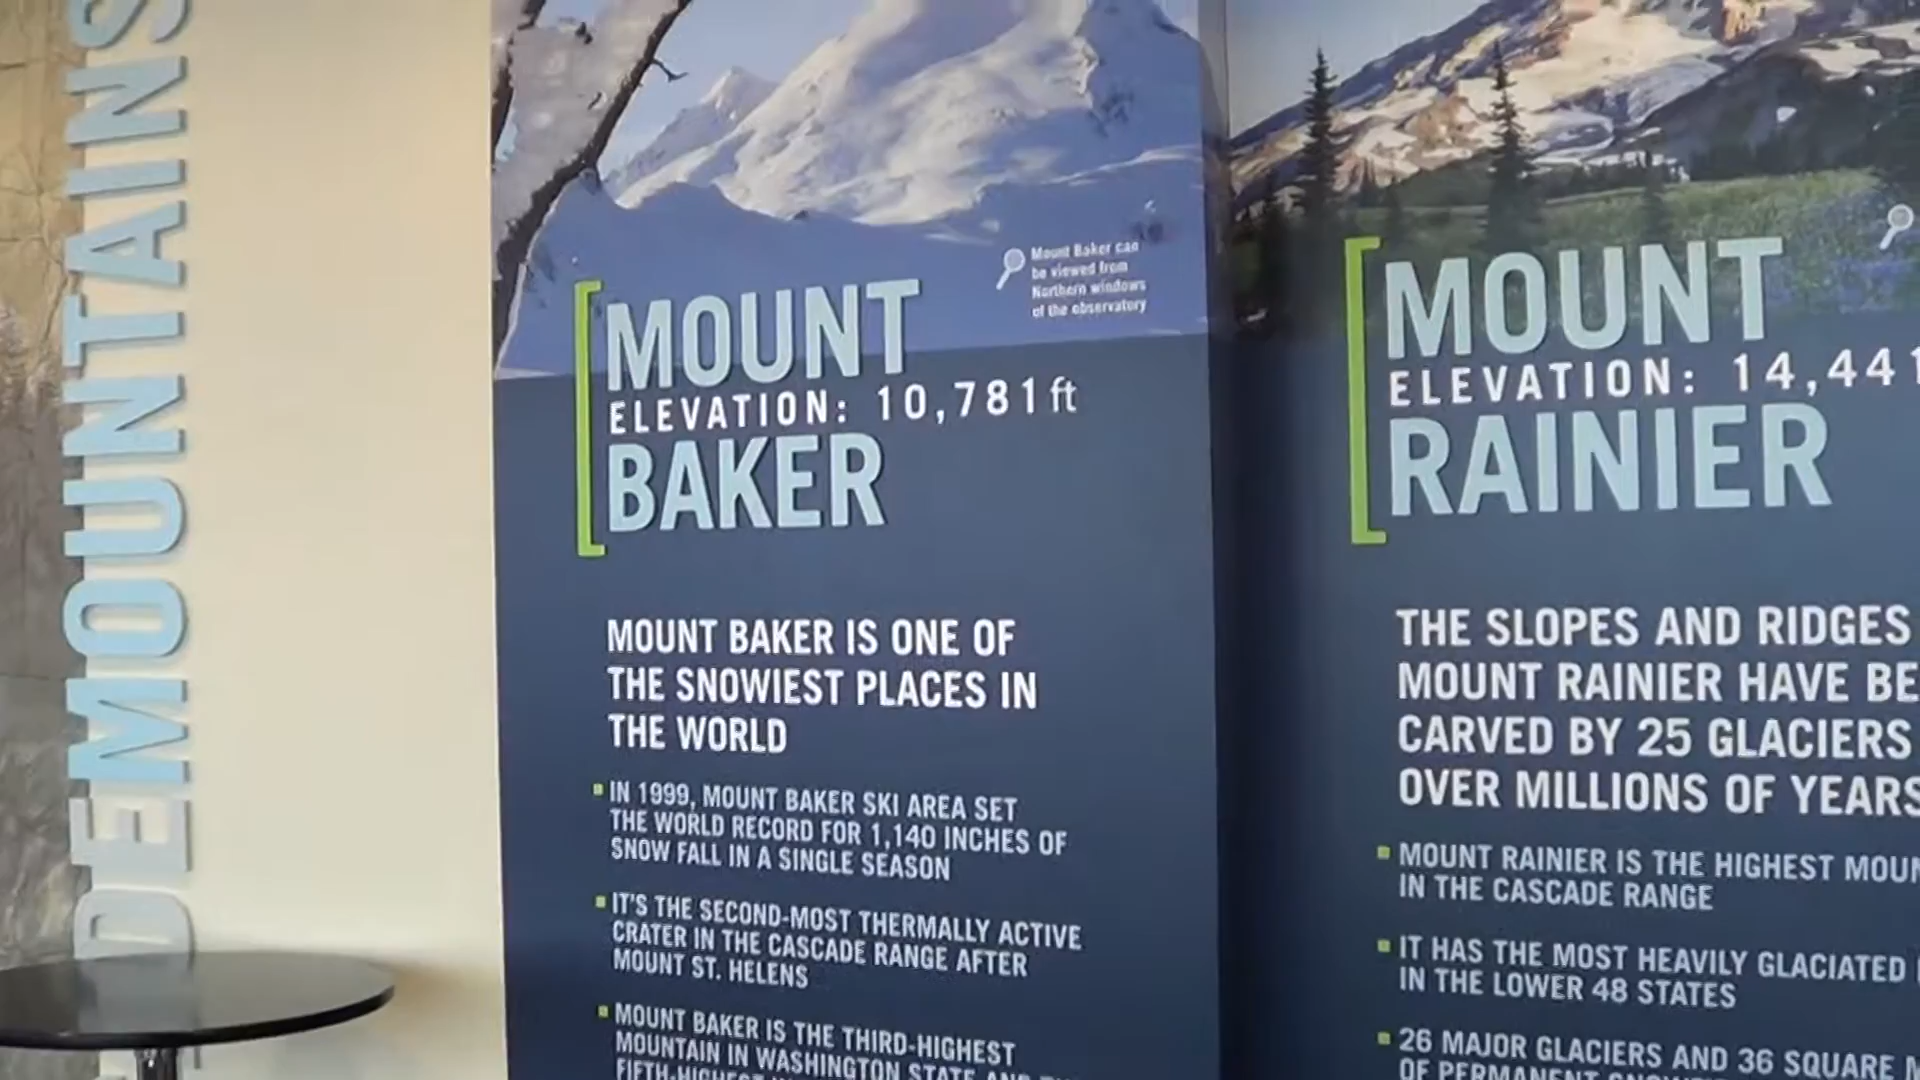 DEMOUNTAINS
Mount Baker can
be viewed from
Northern windows
of the observatory
MOUNT
ELEVATION: 10,781 ft
BAKER
MOUNT BAKER IS ONE OF
THE SNOWIEST PLACES IN
THE WORLD
IN 1999, MOUNT BAKER SKI AREA SET
THE WORLD RECORD FOR 1,140 INCHES OF
SNOW FALL IN A SINGLE SEASON
IT'S THE SECOND-MOST THERMALLY ACTIVE
CRATER IN THE CASCADE RANGE AFTER
MOUNT ST. HELENS
MOUNT BAKER IS THE THIRD-HIGHEST
MOUNTAIN IN WASHINGTON STATE AND
MOUNT
ELEVATION: 14,441
RAINIER
THE SLOPES AND RIDGES
MOUNT RAINIER HAVE BE
CARVED BY 25 GLACIERS
OVER MILLIONS OF YEARS
MOUNT RAINIER IS THE HIGHEST MOUN
IN THE CASCADE RANGE
IT HAS THE MOST HEAVILY GLACIATED
IN THE LOWER 48 STATES
26 MAJOR GLACIERS AND 36 SQUARE M
OF PERMANENT